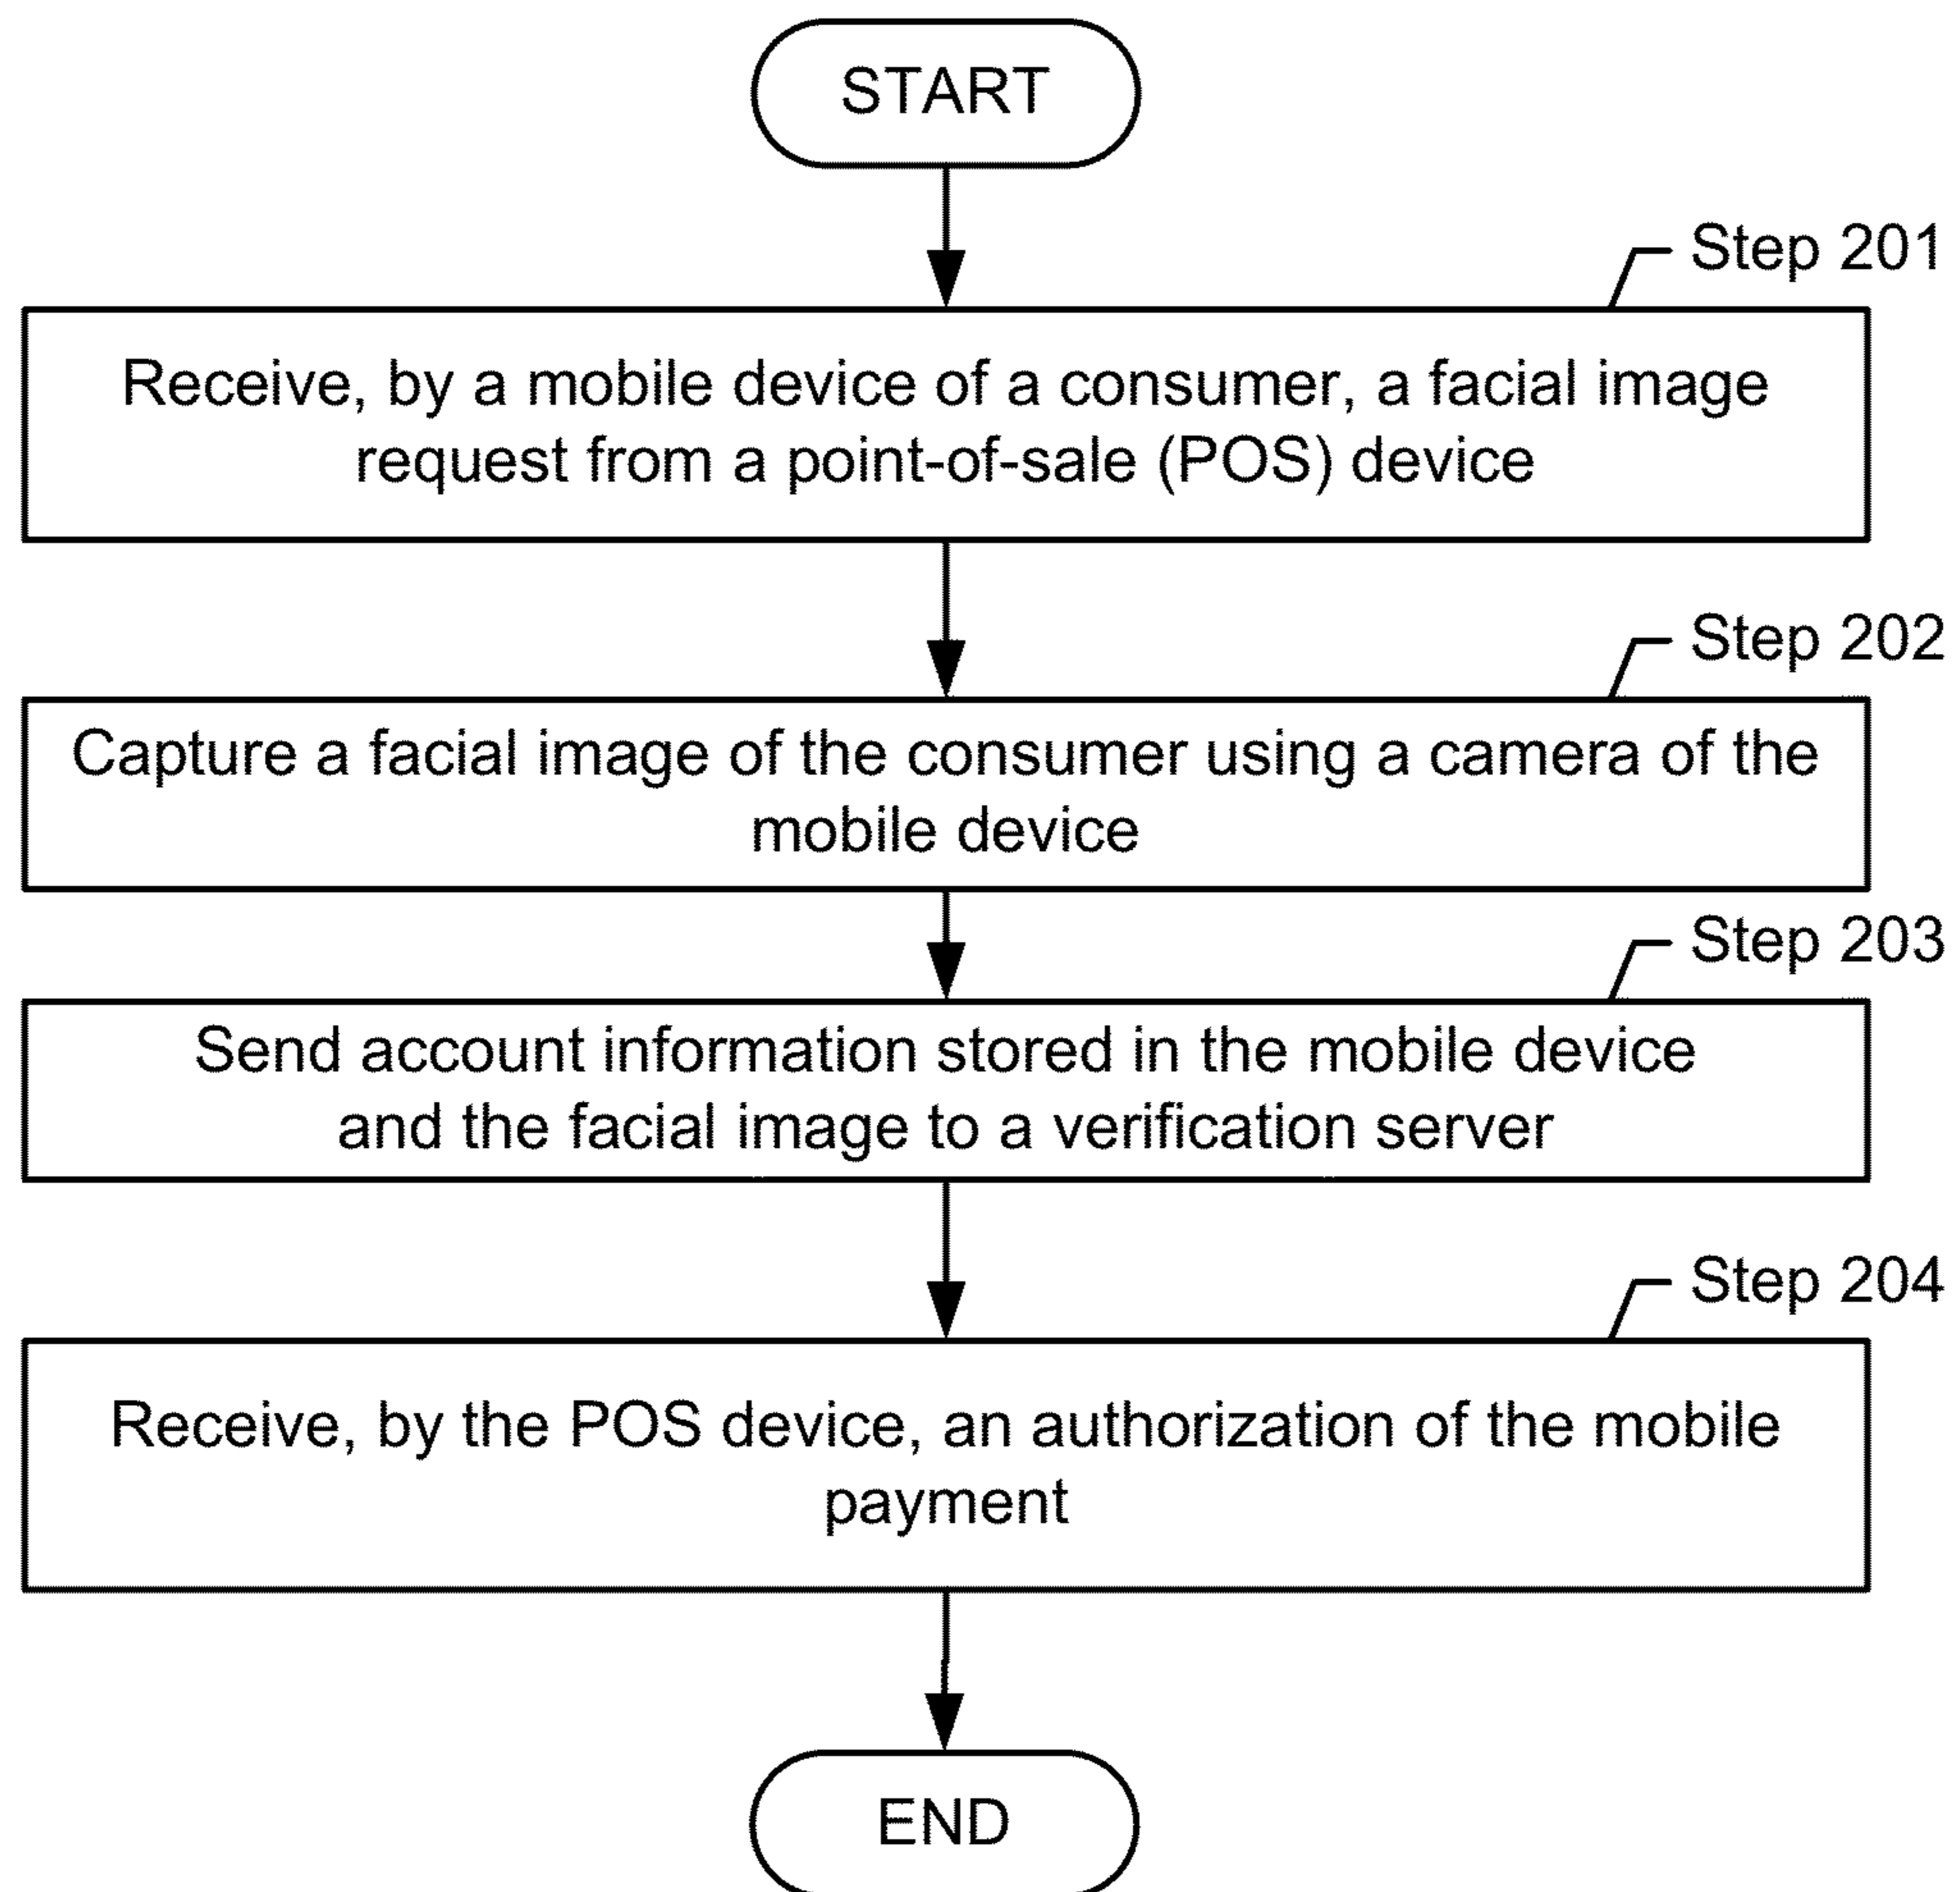 START
Step 201
Receive, by a mobile device of a consumer, a facial image
request from a point-of-sale (POS) device
Step 202
Capture a facial image of the consumer using a camera of the
mobile device
Step 203
Send account information stored in the mobile device
and the facial image to a verification server
Step 204
Receive, by the POS device, an authorization of the mobile
payment
END